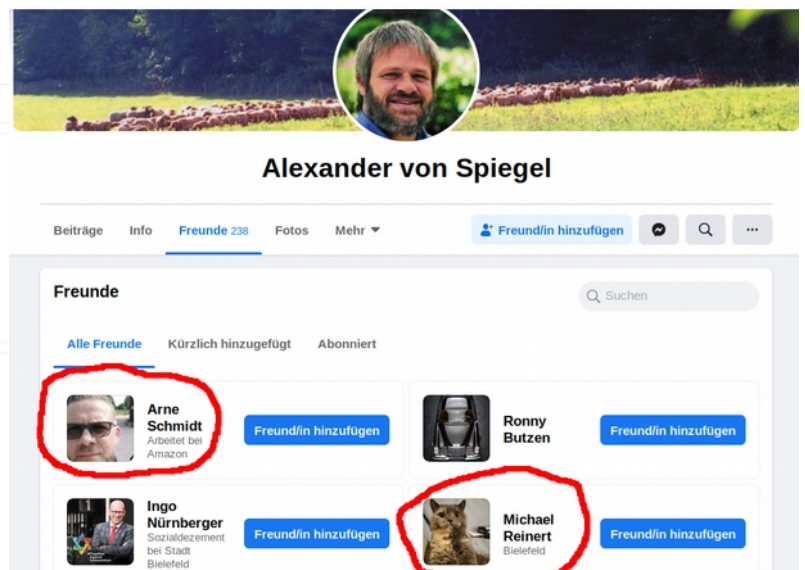 Alexander von Spiegel
Beiträge Info Freunde 238 Fotos Mehr Freund/in hinzufügen
Freunde
Suchen
Alle Freunde Kürzlich hinzugefügt Abonniert
Arne
Schmidt
Arbeitet bei
Amazon
Freund/in hinzufügen
Ronny
Butzen
Freund/in hinzufügen
Ingo
Nürnberger
Sozialdezernent
bei Stadt
Bielefeld
Freund/in hinzufügen
Michael
Reinert
Bielefeld
Freund/in hinzufügen